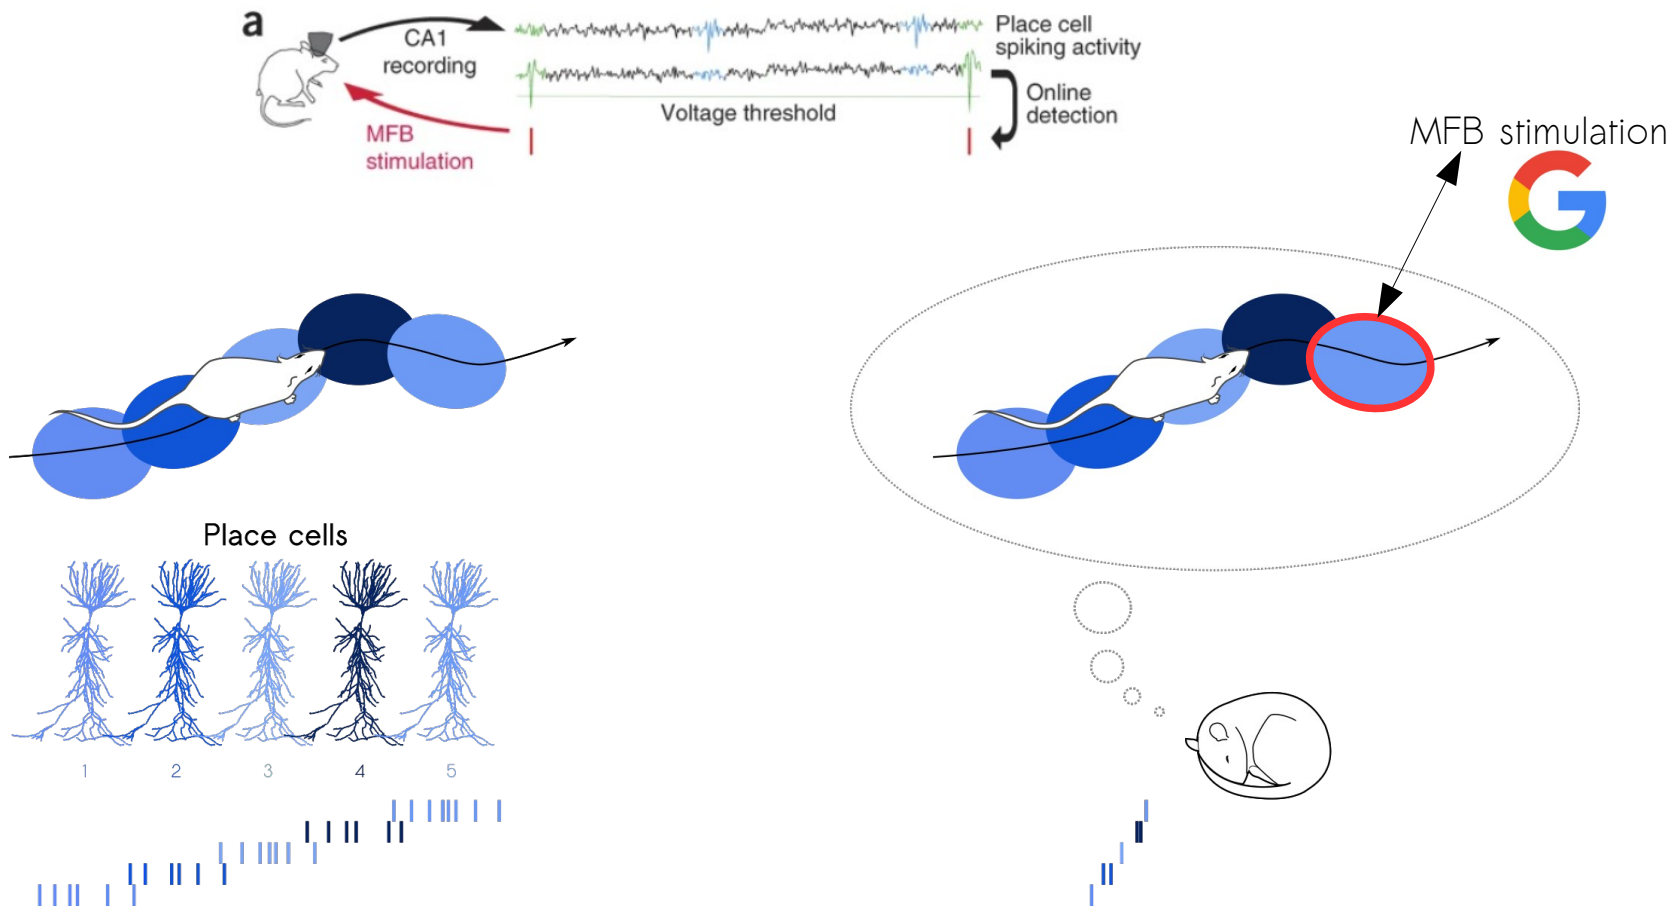 a
CA1
recording
Place cell
spiking activity
Voltage threshold
Online
detection
MFB
stimulation
MFB stimulation
G
Place cells
1 2 3 4 5